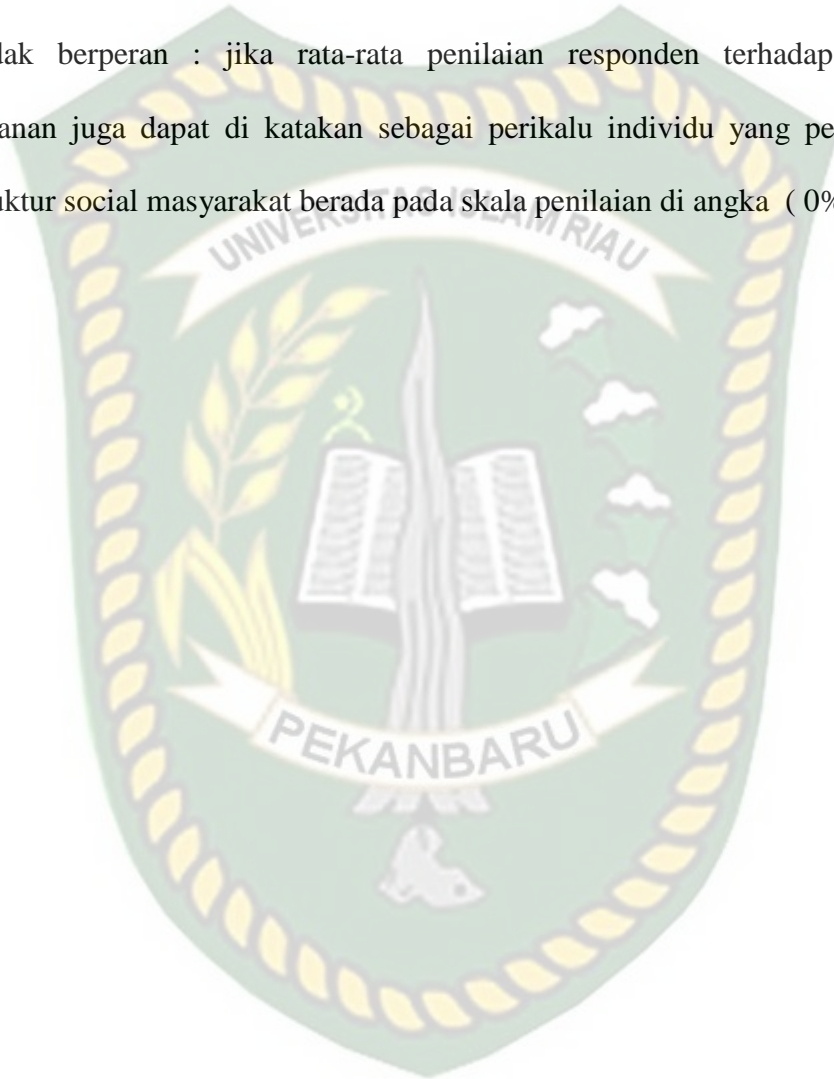 dak berperan : jika rata-rata penilaian responden terhadap
anan juga dapat di katakan sebagai perikalu individu yang pe
uktur social masyarakat berada pada skala penilaian di angka ( 0%
UNIVERSITAS ISLAM RIAU
PEKANBARU